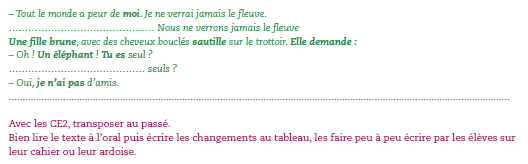 – Tout le monde a peur de moi. Je ne verrai jamais le fleuve.
………………………………………… Nous ne verrons jamais le fleuve
Une fille brune, avec des cheveux bouclés sautille sur le trottoir. Elle demande :
– Oh ! Un éléphant ! Tu es seul ?
……………………………………… seuls ?
– Oui, je n’ai pas d’amis.
………………………………………………………………………………………………………………………………………………
Avec les CE2, transposer au passé.
Bien lire le texte à l’oral puis écrire les changements au tableau, les faire peu à peu écrire par les élèves sur
leur cahier ou leur ardoise.